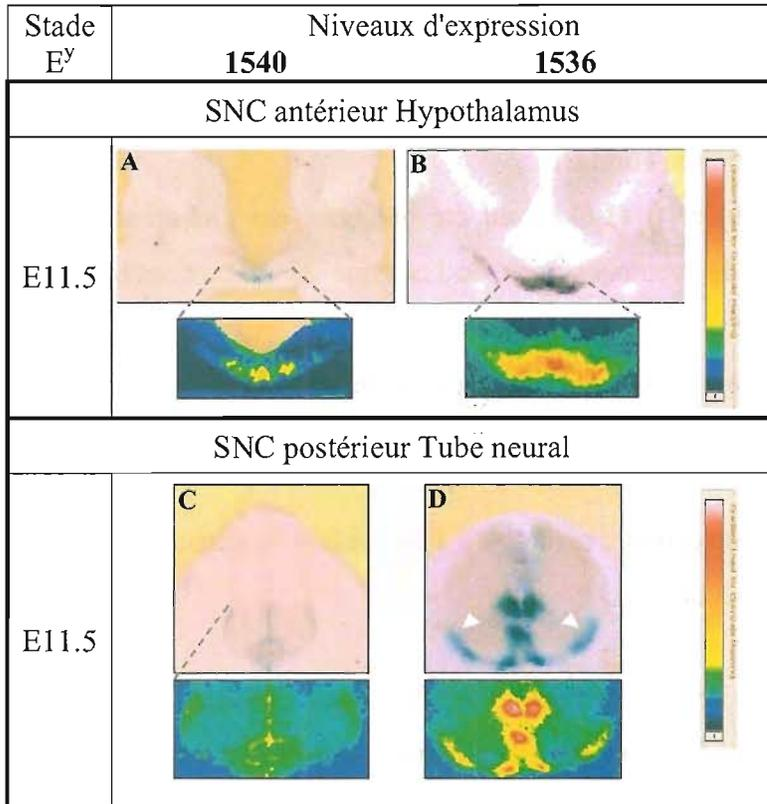 Stade
E^y
Niveaux d'expression
1540 1536
SNC antérieur Hypothalamus
E11.5
A B
SNC postérieur Tube neural
E11.5
C D